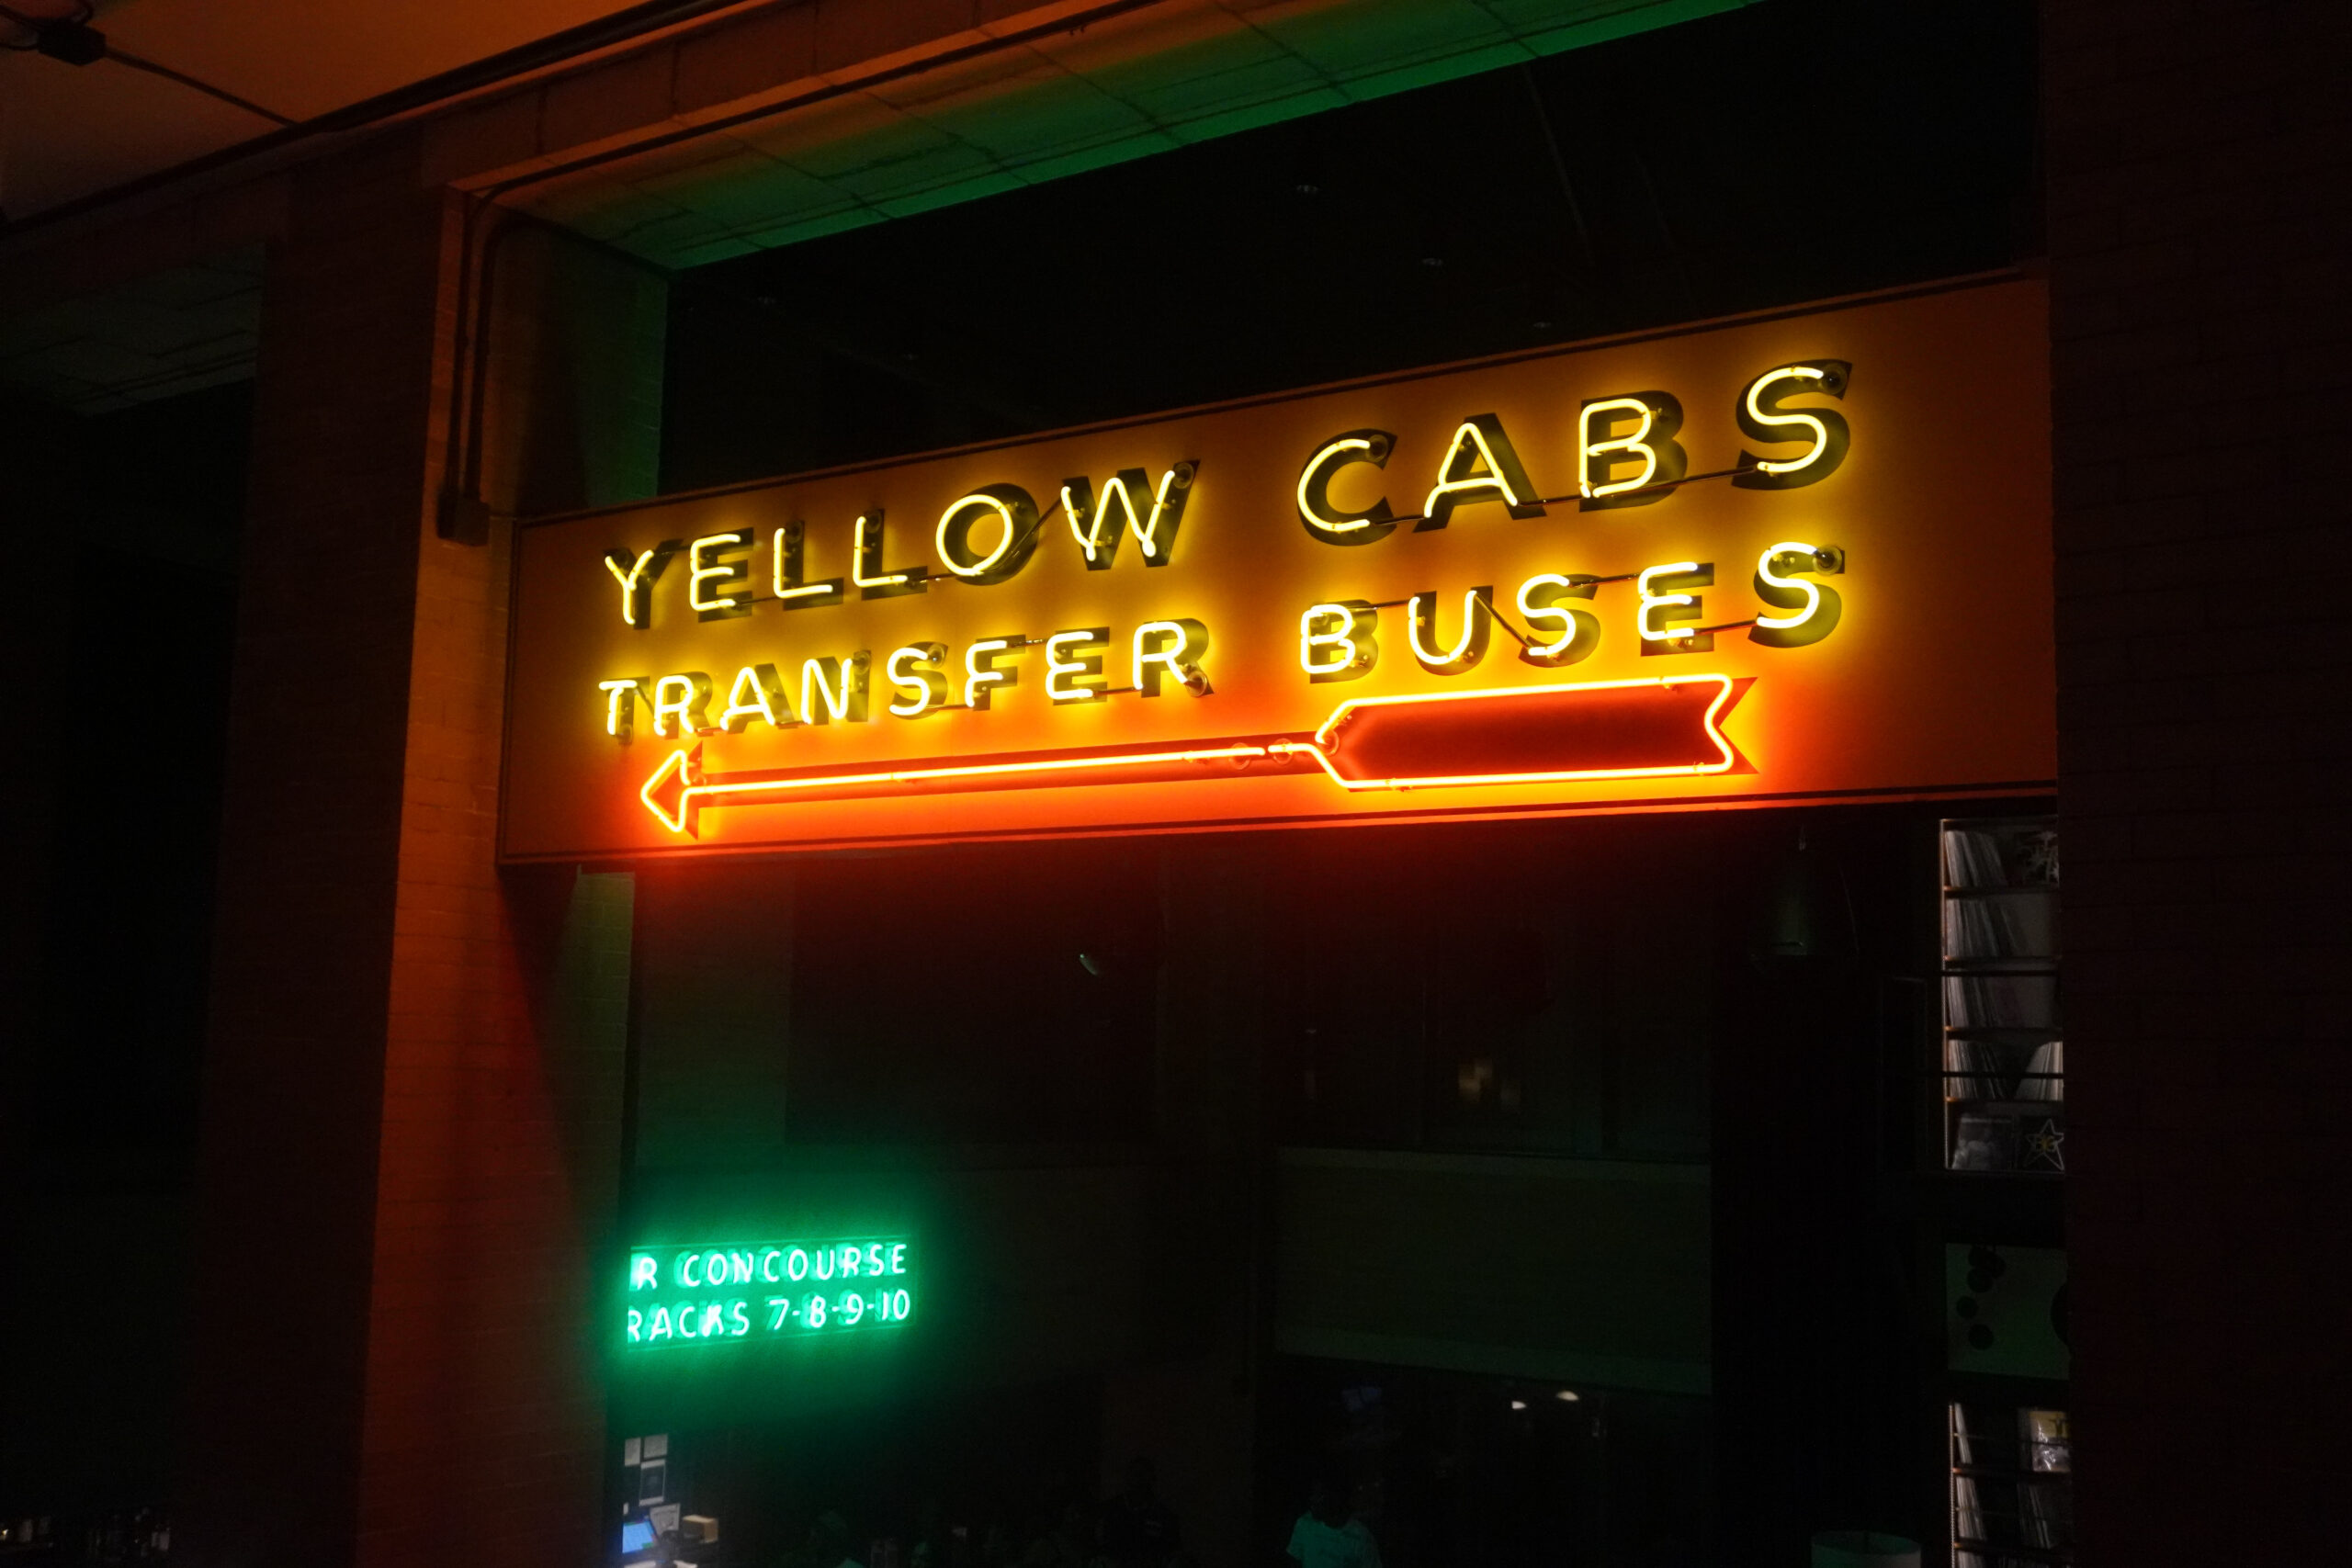 YELLOW CABS
TRANSFER BUSES
R CONCOURSE
RACKS 7-8-9-10